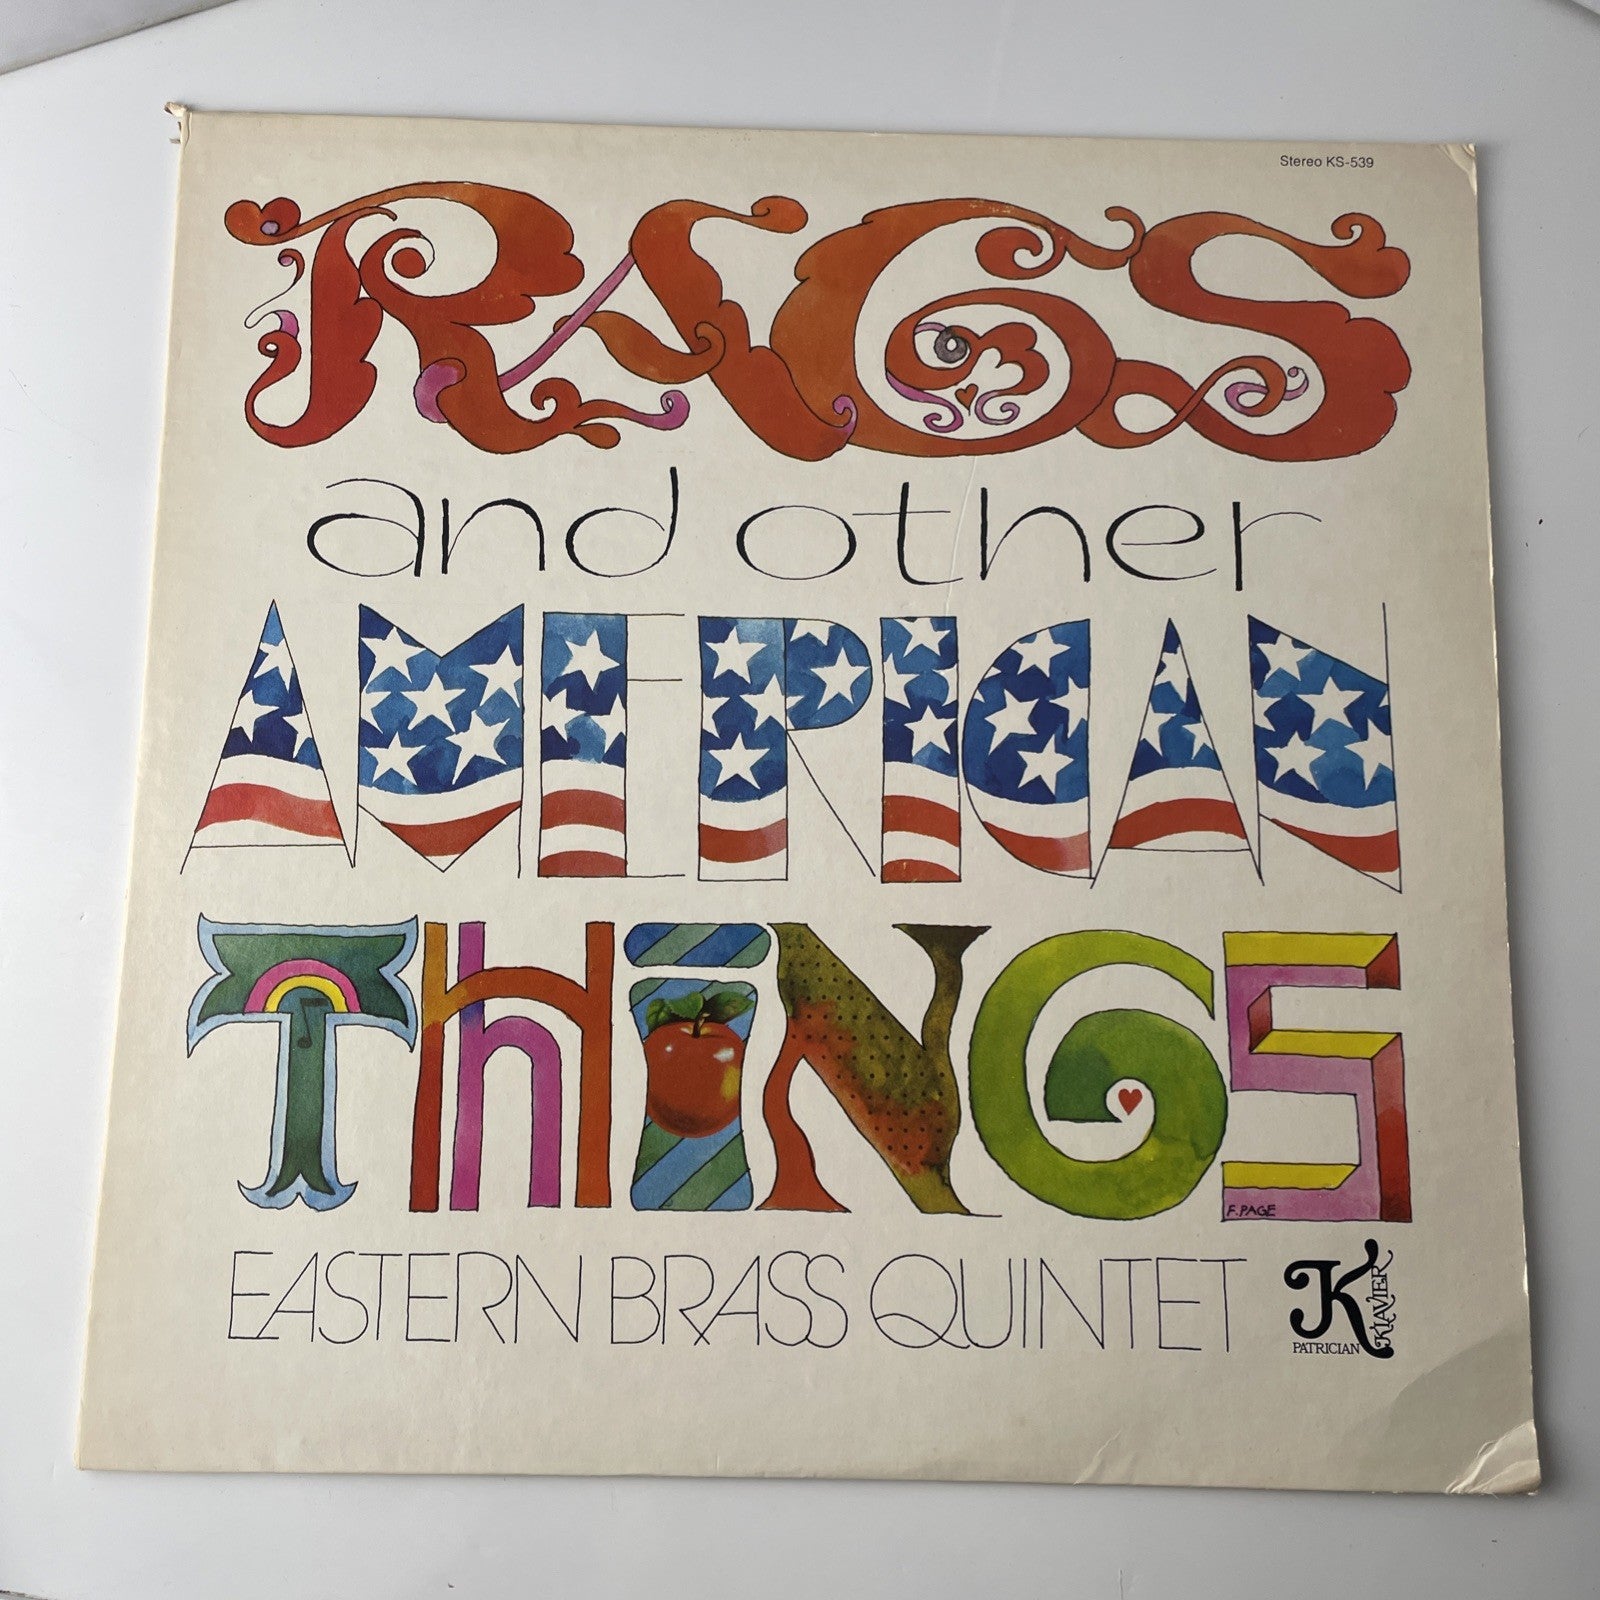 Stereo KS-539
RAGS
and other
AMERICAN
THINGS
F. PAGE
EASTERN BRASS QUINTET
K KLAVIER
PATRICIAN